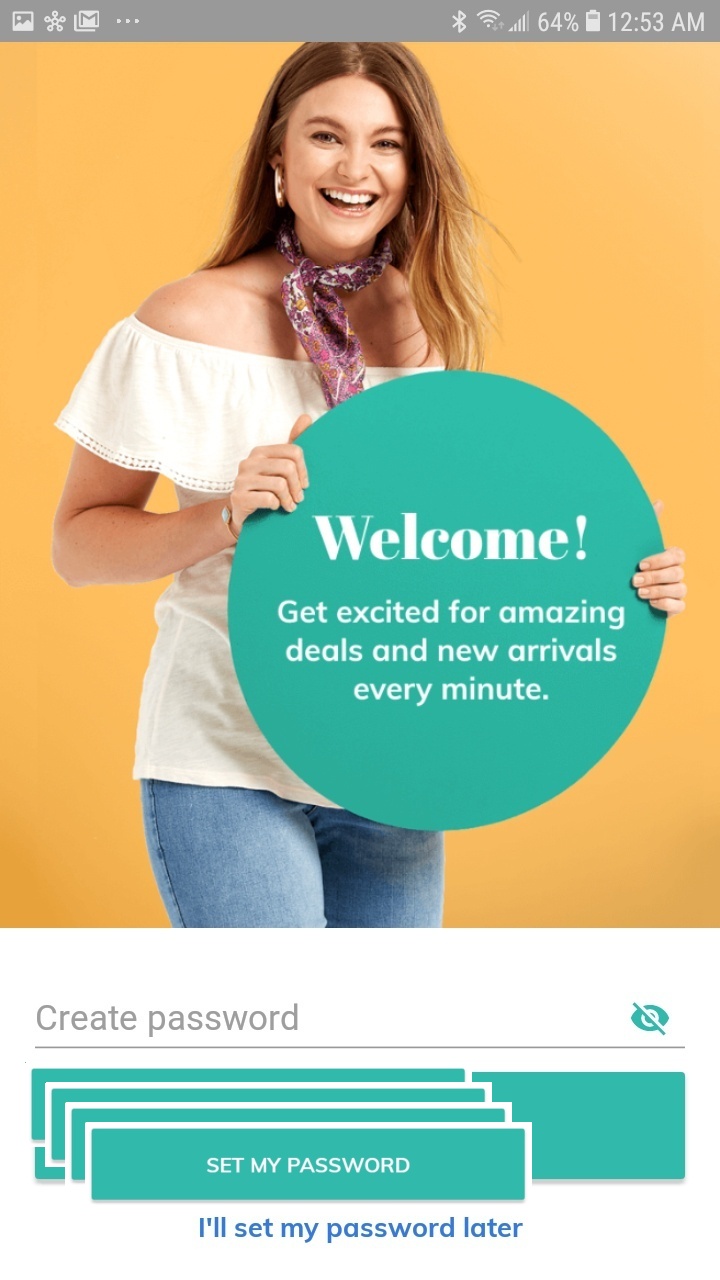 64% 12:53 AM
Welcome!
Get excited for amazing
deals and new arrivals
every minute.
Create password
SET MY PASSWORD
I'll set my password later